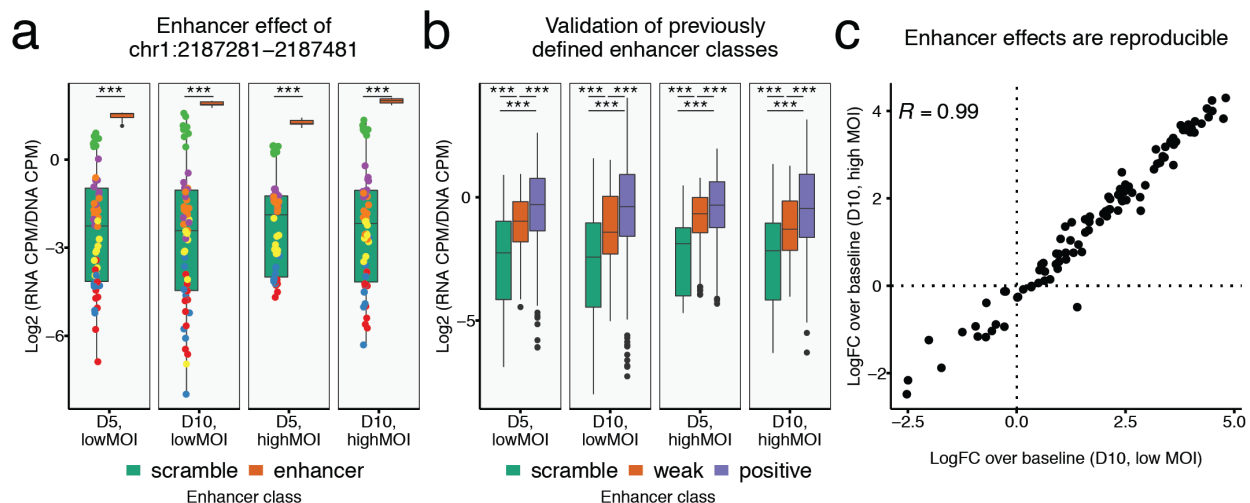 a
Enhancer effect of
chr1:2187281−2187481
Log2 (RNA CPM/DNA CPM)
0
−3
−6
***
***
***
***
D5,
lowMOI
D10,
lowMOI
D5,
highMOI
D10,
highMOI
scramble
enhancer
Enhancer class
b
Validation of previously
defined enhancer classes
Log2 (RNA CPM/DNA CPM)
0
−5
*** ***
***
*** ***
***
*** ***
***
*** ***
***
D5,
lowMOI
D10,
lowMOI
D5,
highMOI
D10,
highMOI
scramble
weak
positive
Enhancer class
c
Enhancer effects are reproducible
R = 0.99
LogFC over baseline (D10, high MOI)
4
2
0
−2
−2.5
0.0
2.5
5.0
LogFC over baseline (D10, low MOI)